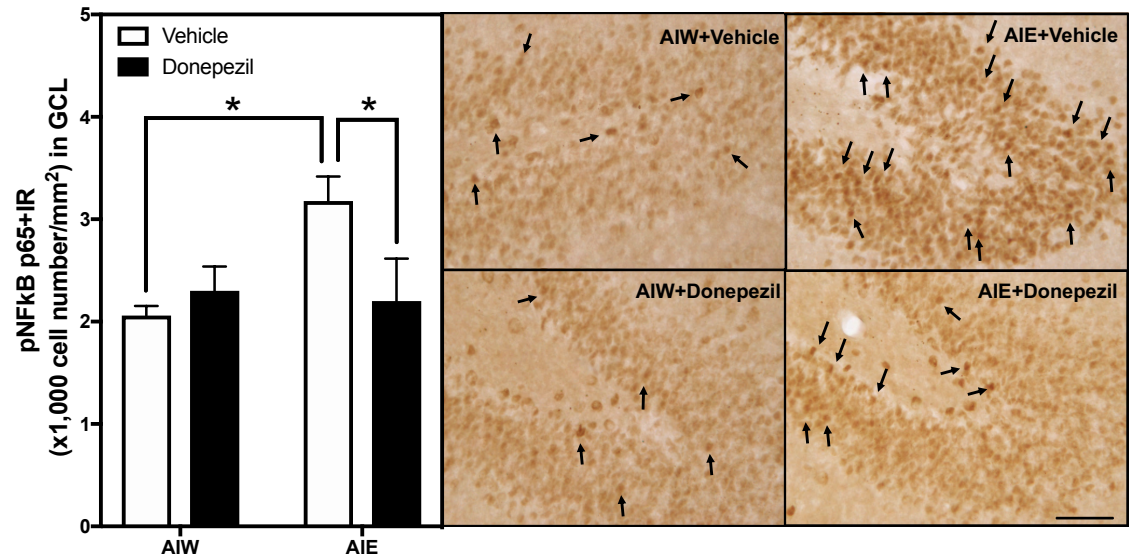 5
4
3
2
1
0
pNFkB p65+IR
(x1,000 cell number/mm²) in GCL
Vehicle
Donepezil
*
*
AIW
AIE
AIW+Vehicle
AIE+Vehicle
AIW+Donepezil
AIE+Donepezil